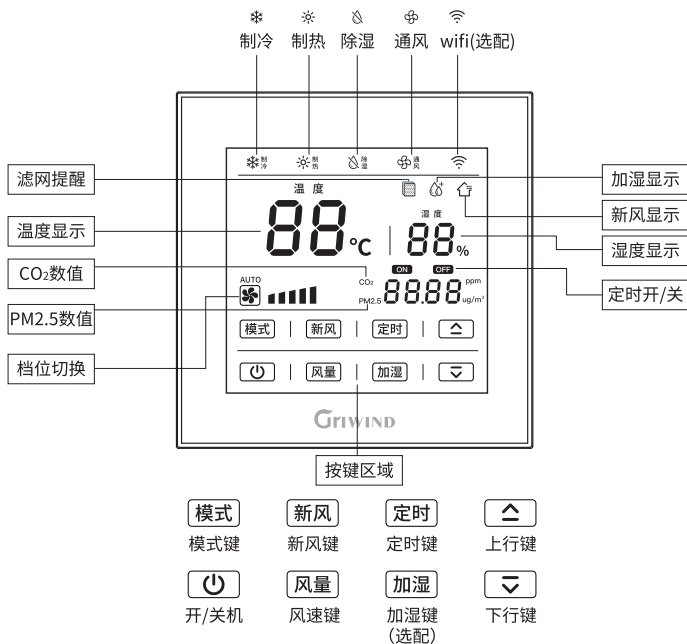 制冷 制热 除湿 通风 wifi(选配)
制冷 制热 除湿 通风
滤网提醒
加湿显示
温度 湿度
新风显示
温度显示
88℃ 88%
湿度显示
CO₂数值
ON OFF
AUTO CO₂ 88.88 ppm
定时开/关
PM2.5 ug/m³
PM2.5数值
模式 新风 定时
档位切换
风量 加湿
GriWIND
按键区域
模式 新风 定时
模式键 新风键 定时键 上行键
风量 加湿
开/关机 风速键 加湿键 下行键
(选配)